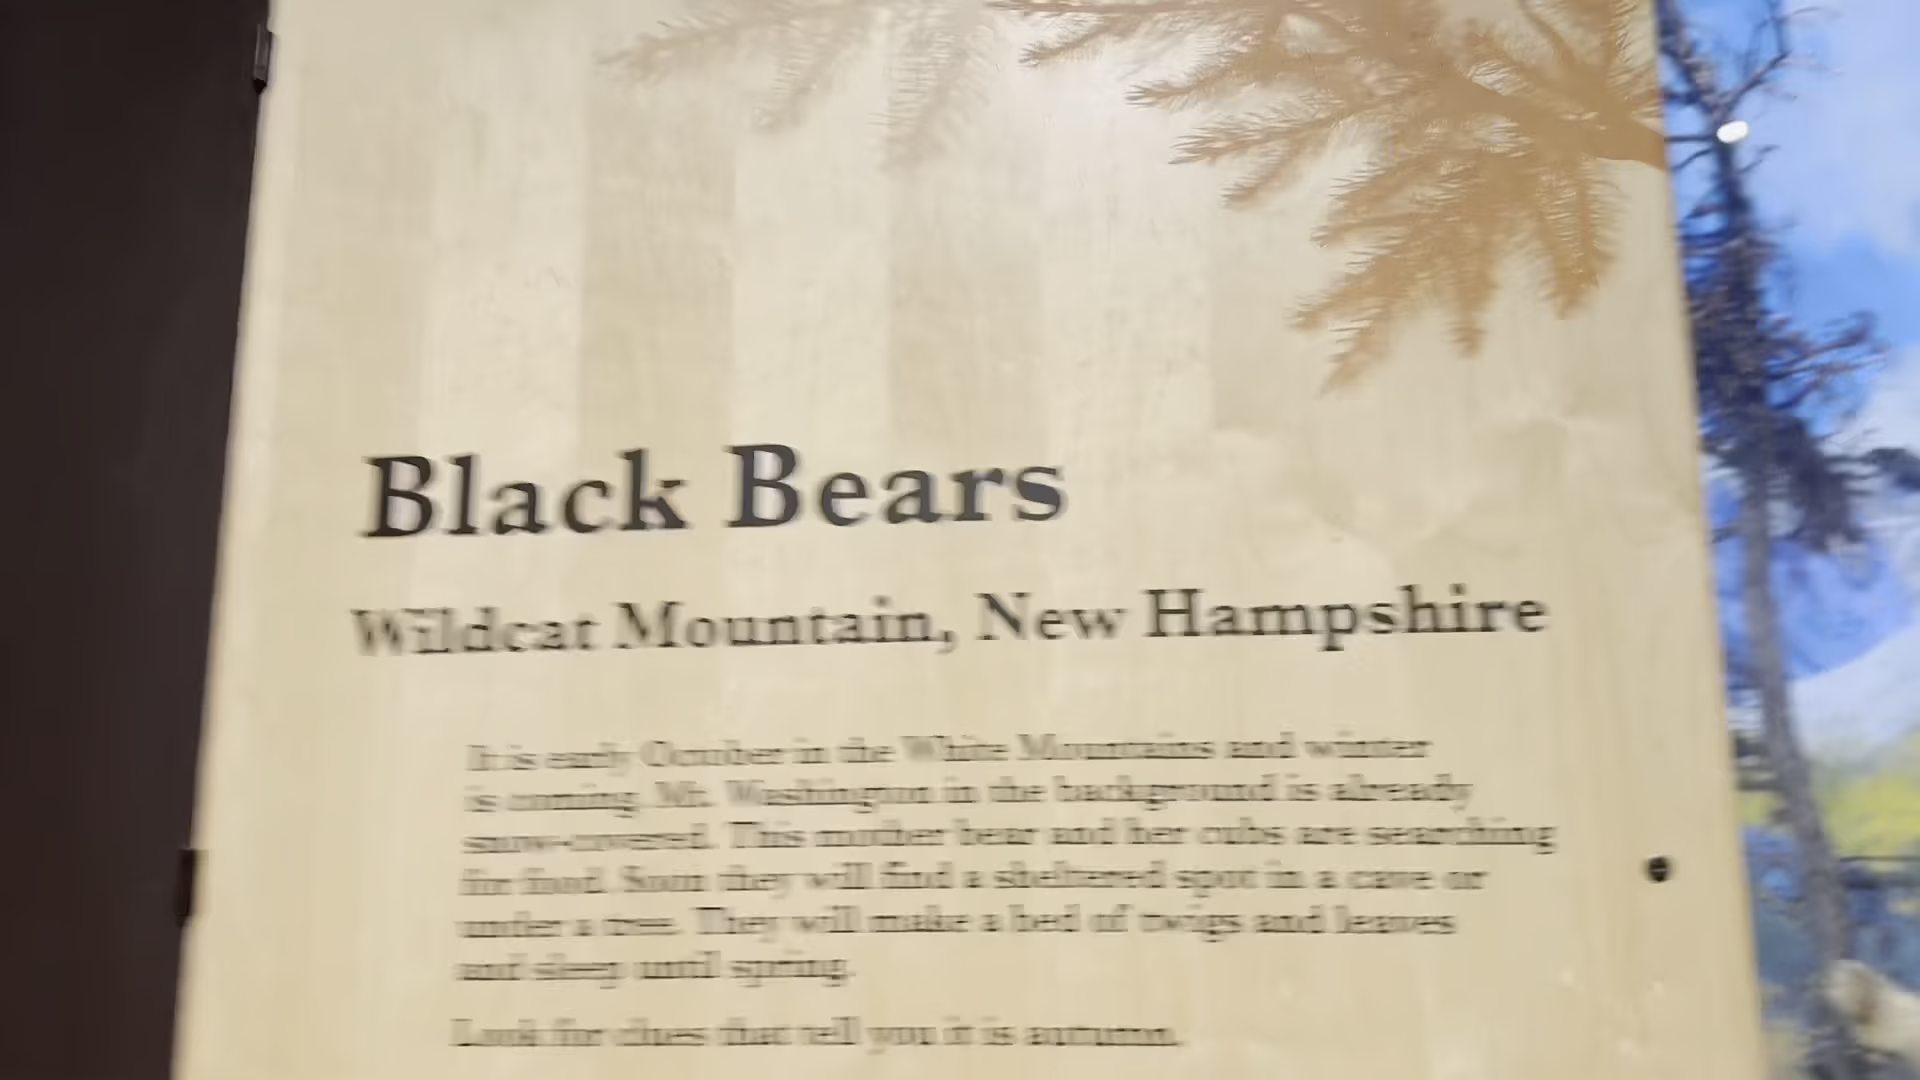 Black Bears
Wildcat Mountain, New Hampshire
It is early October in the White Mountains and winter
is coming. Mt. Washington in the background is already
snow-covered. This mother bear and her cubs are searching
for food. Soon they will find a sheltered spot in a cave or
under a tree. They will make a bed of twigs and leaves
and sleep until spring.
Look for clues that tell you it is autumn.